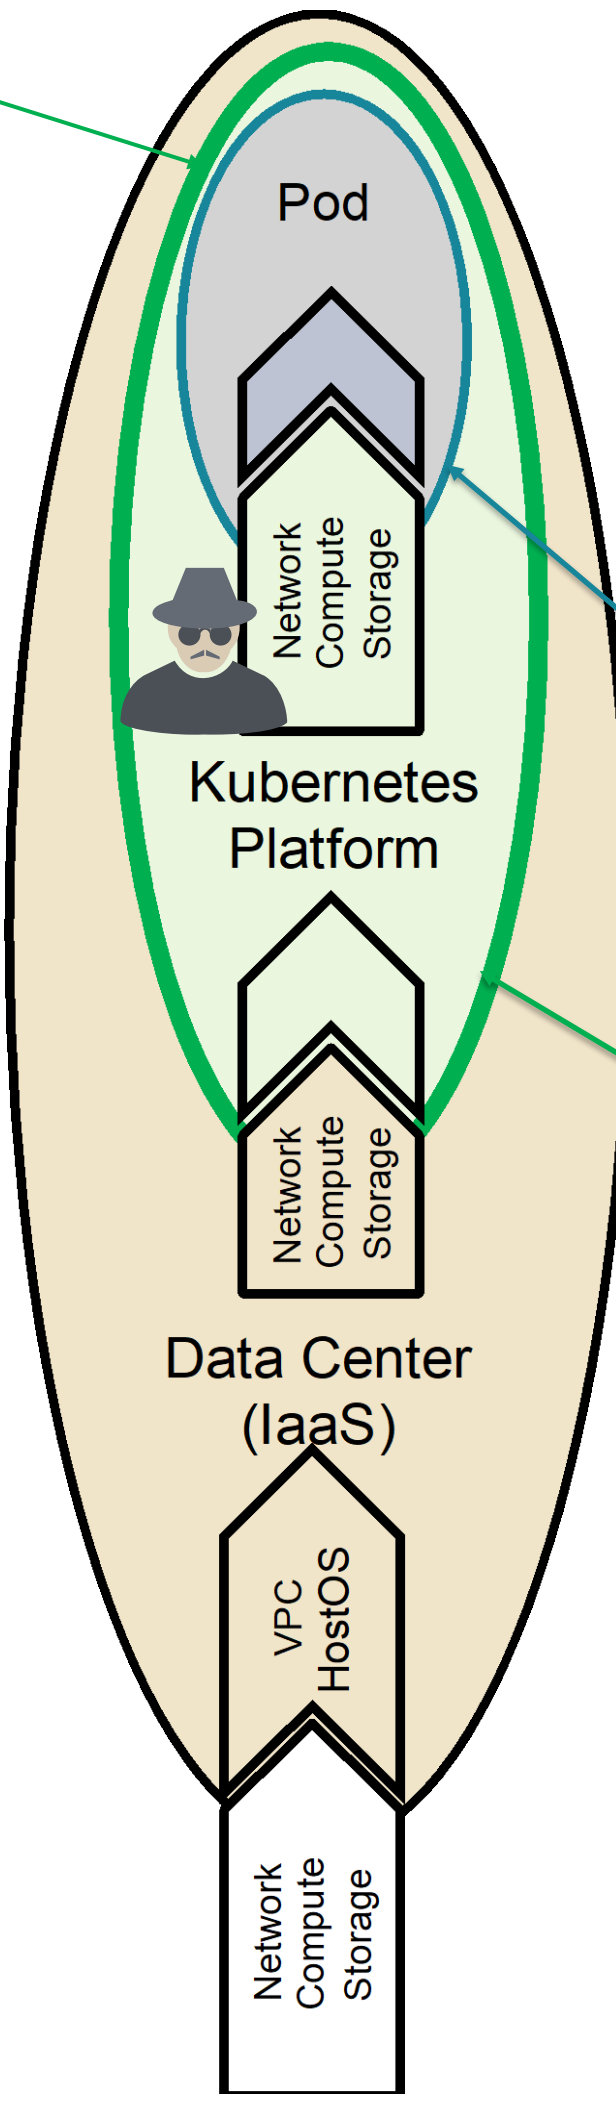 Pod
Network
Compute
Storage
Kubernetes
Platform
Network
Compute
Storage
Data Center
(IaaS)
VPC
HostOS
Network
Compute
Storage